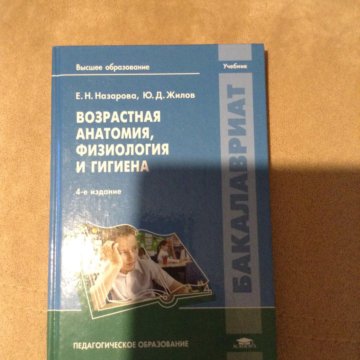 Высшее образование
Учебник
Е. Н. Назарова, Ю. Д. Жилов
ВОЗРАСТНАЯ
АНАТОМИЯ,
ФИЗИОЛОГИЯ
И ГИГИЕНА
4-е издание
БАКАЛАВРИАТ
ПЕДАГОГИЧЕСКОЕ ОБРАЗОВАНИЕ